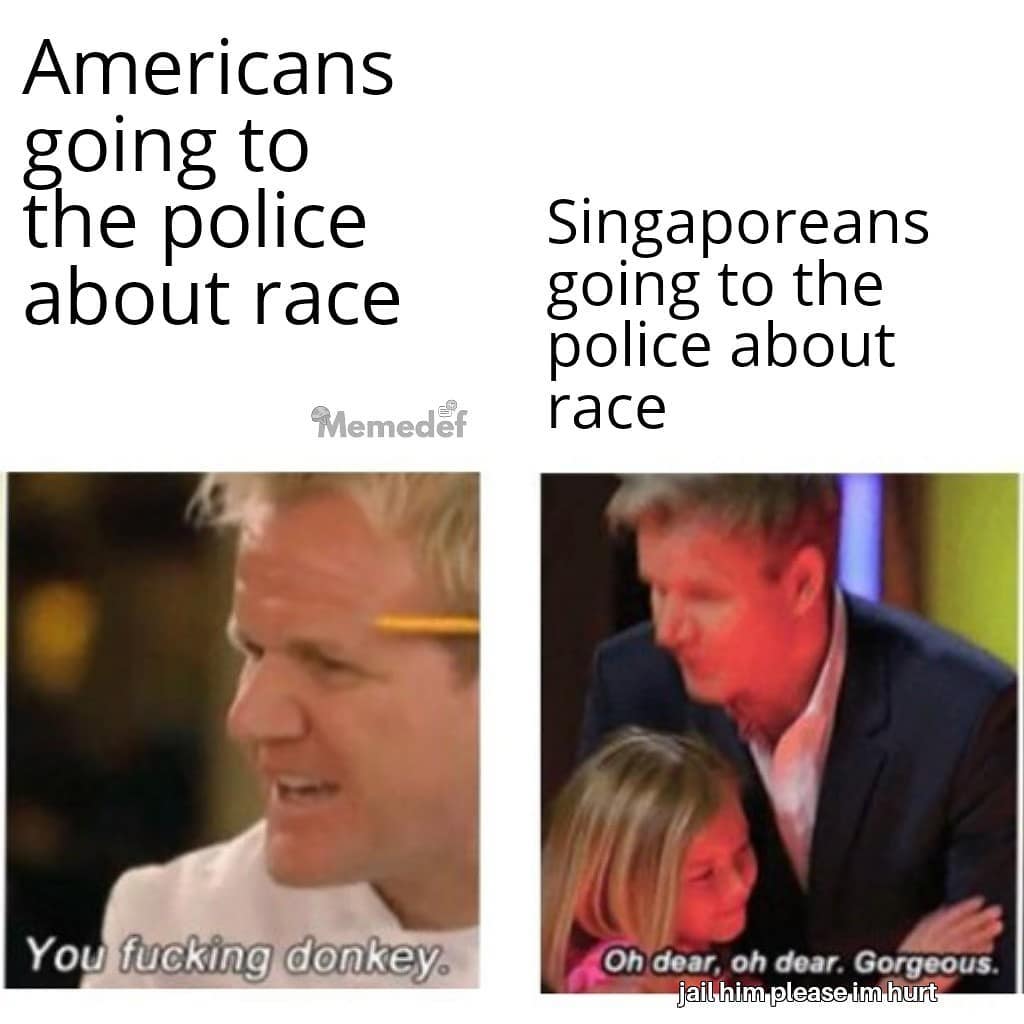 Americans
going to
the police
about race
Memedef
Singaporeans
going to the
police about
race
You fucking donkey.
Oh dear, oh dear. Gorgeous.
jail him please im hurt